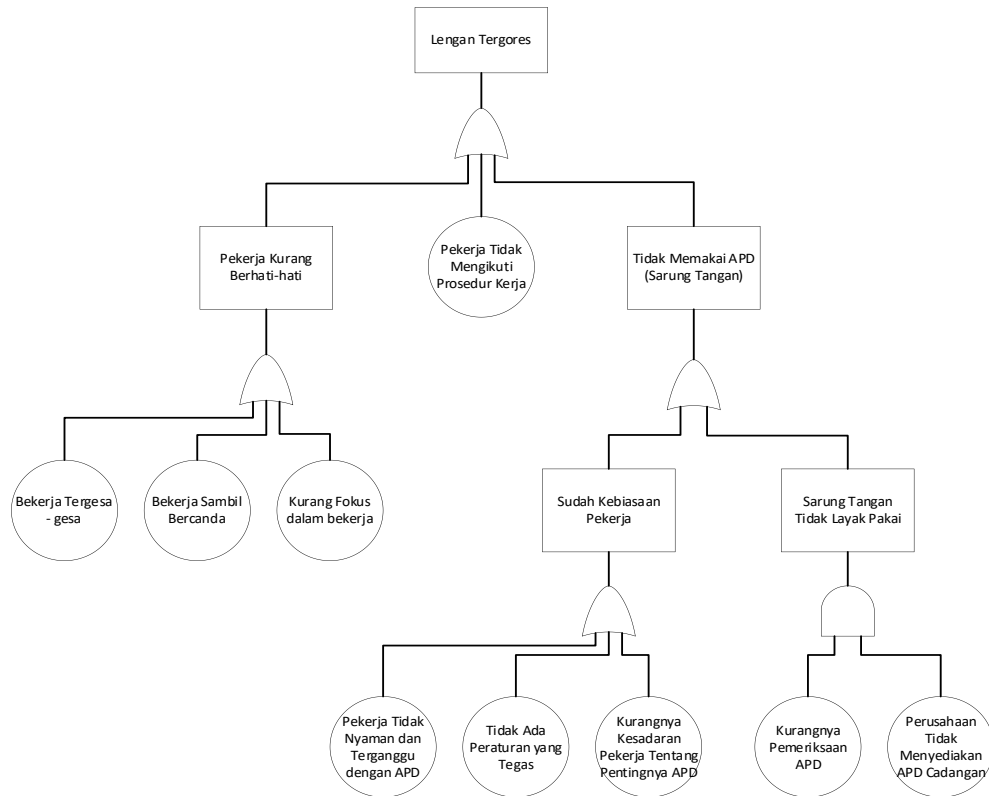 Lengan Tergores
Pekerja Kurang
Berhati-hati
Pekerja Tidak
Mengikuti
Prosedur Kerja
Tidak Memakai APD
(Sarung Tangan)
Bekerja Tergesa
- gesa
Bekerja Sambil
Bercanda
Kurang Fokus
dalam bekerja
Sudah Kebiasaan
Pekerja
Sarung Tangan
Tidak Layak Pakai
Pekerja Tidak
Nyaman dan
Terganggu
dengan APD
Tidak Ada
Peraturan yang
Tegas
Kurangnya
Kesadaran
Pekerja Tentang
Pentingnya APD
Kurangnya
Pemeriksaan
APD
Perusahaan
Tidak
Menyediakan
APD Cadangan